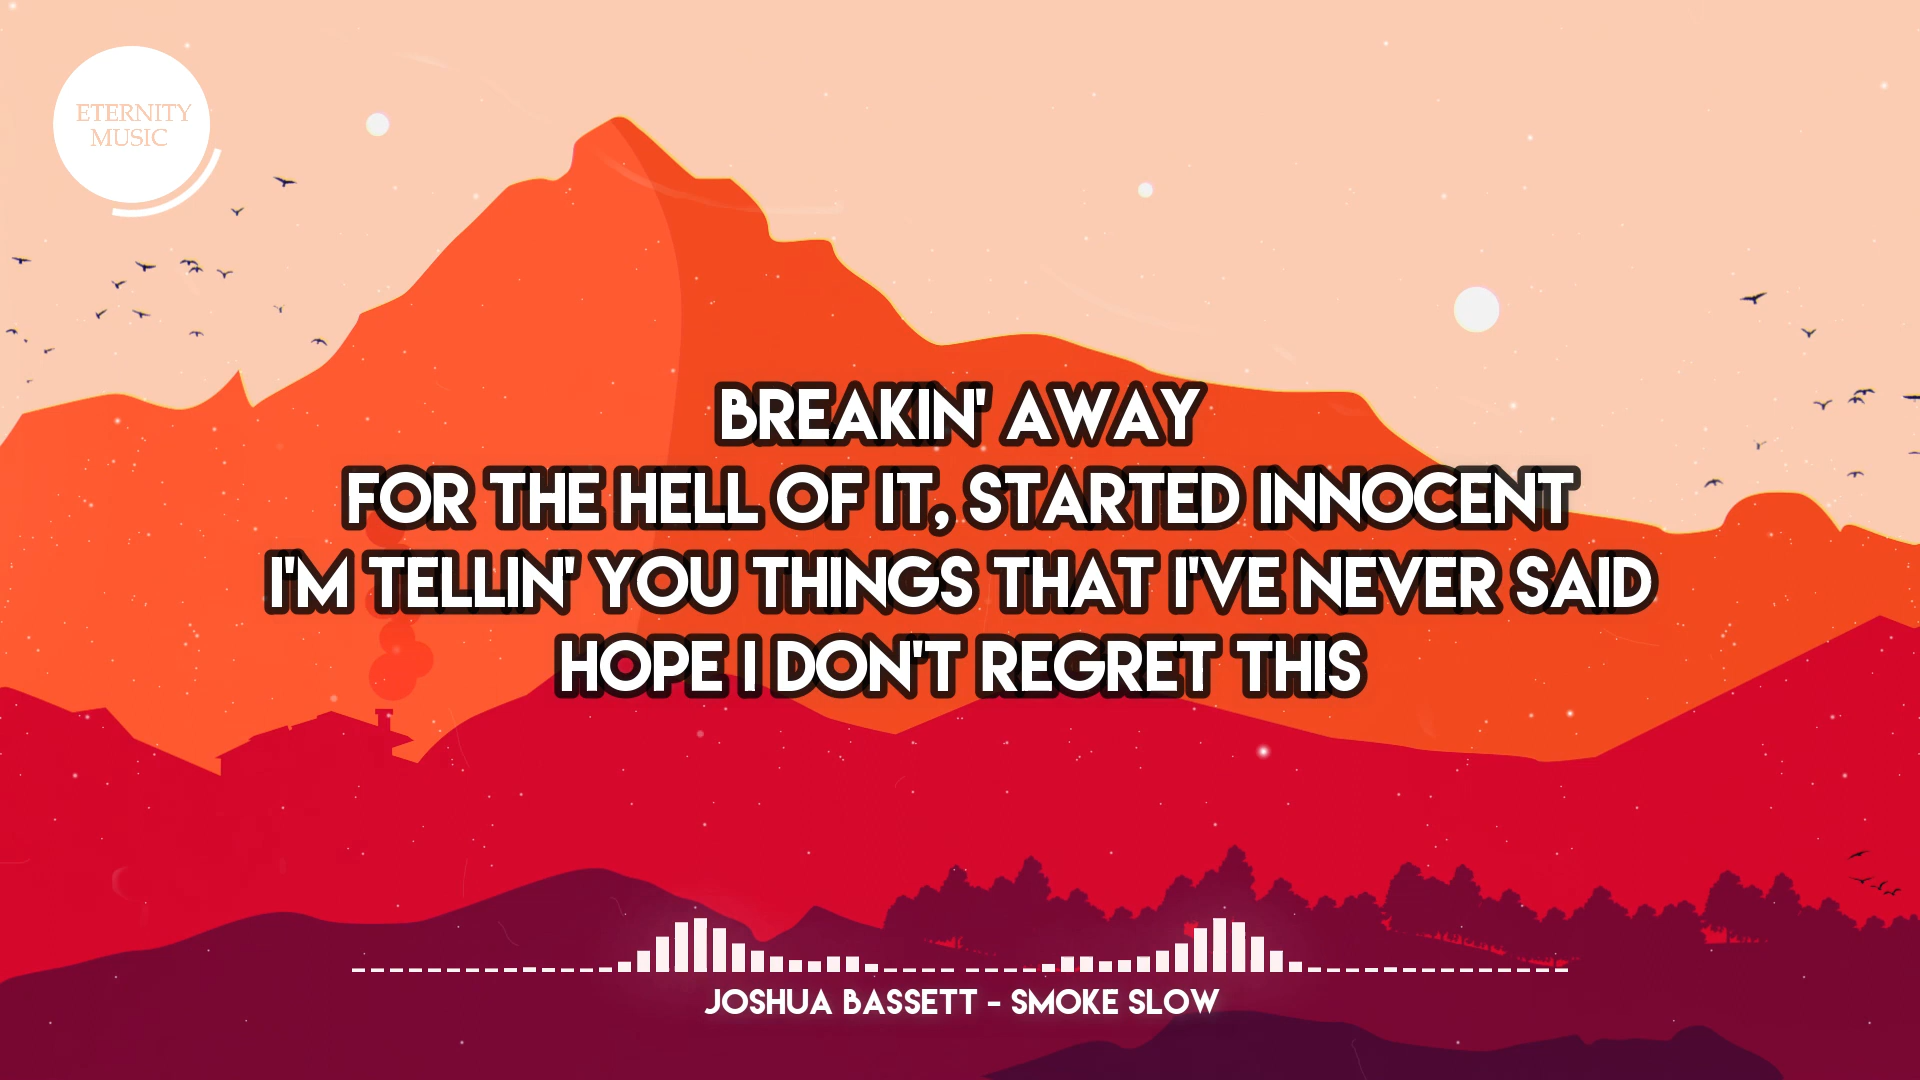 ETERNITY
MUSIC
BREAKIN' AWAY
FOR THE HELL OF IT, STARTED INNOCENT
I'M TELLIN' YOU THINGS THAT I'VE NEVER SAID
HOPE I DON'T REGRET THIS
JOSHUA BASSETT - SMOKE SLOW